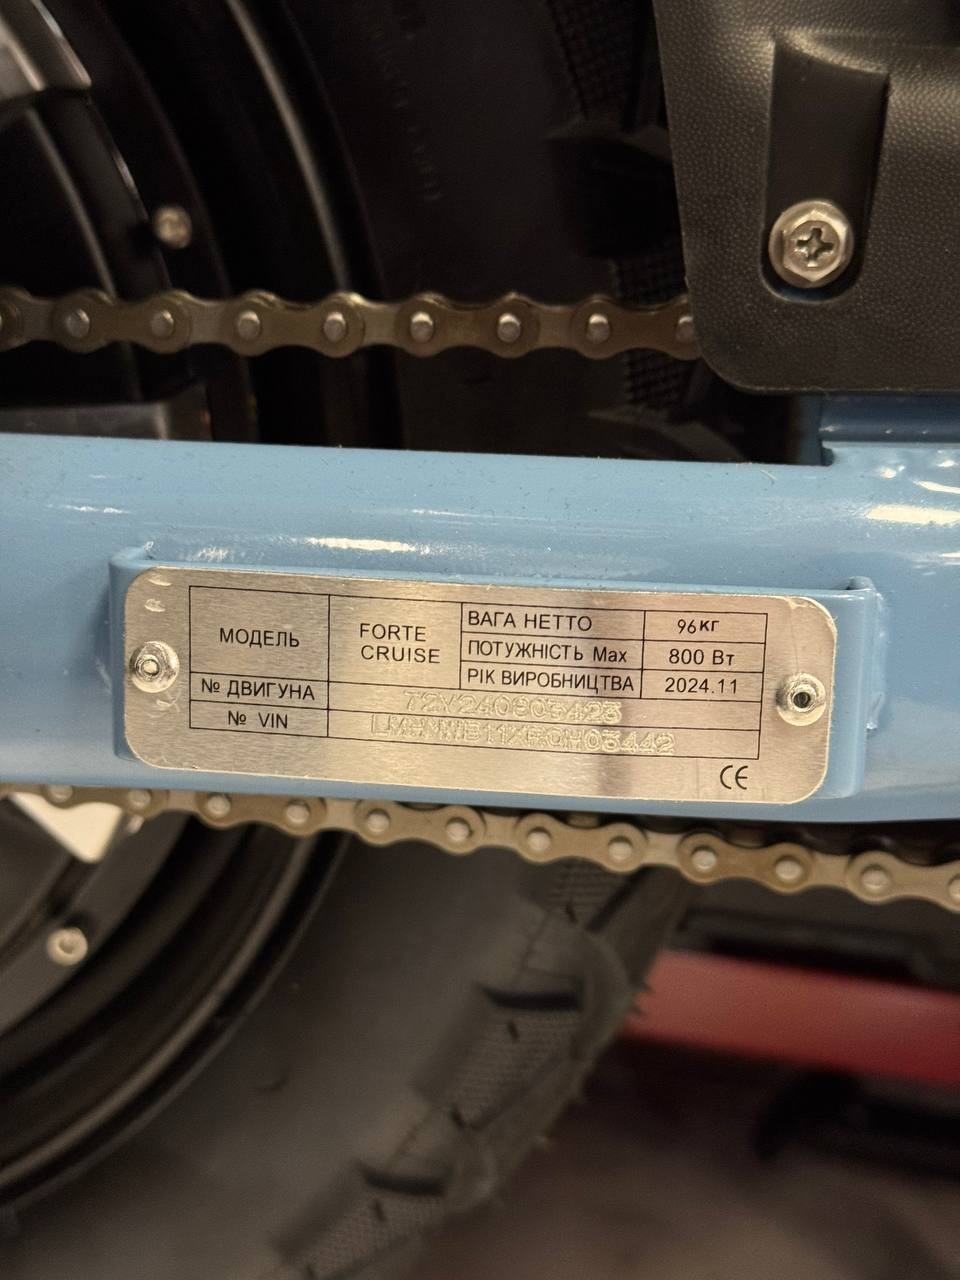 МОДЕЛЬ
FORTE
CRUISE
ВАГА НЕТТО 96кг
ПОТУЖНІСТЬ Max 800 Вт
РІК ВИРОБНИЦТВА 2024.11
№ ДВИГУНА
№ VIN
CE